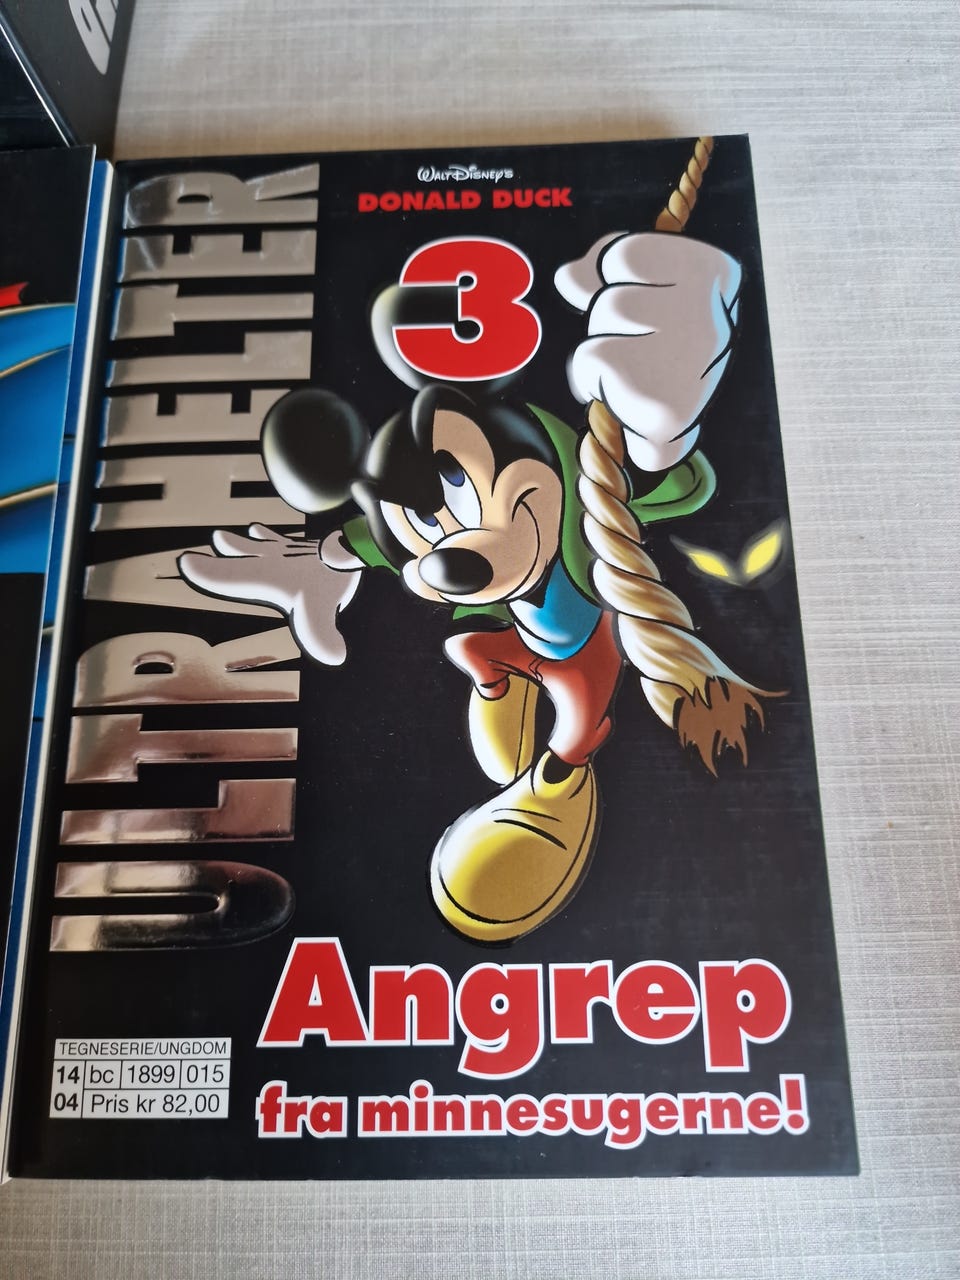 WALT DISNEY'S
DONALD DUCK
3
ULTRAHELTER
Angrep
fra minnesugerne!
TEGNESERIE/UNGDOM
14 bc 1899 015
04 Pris kr 82,00